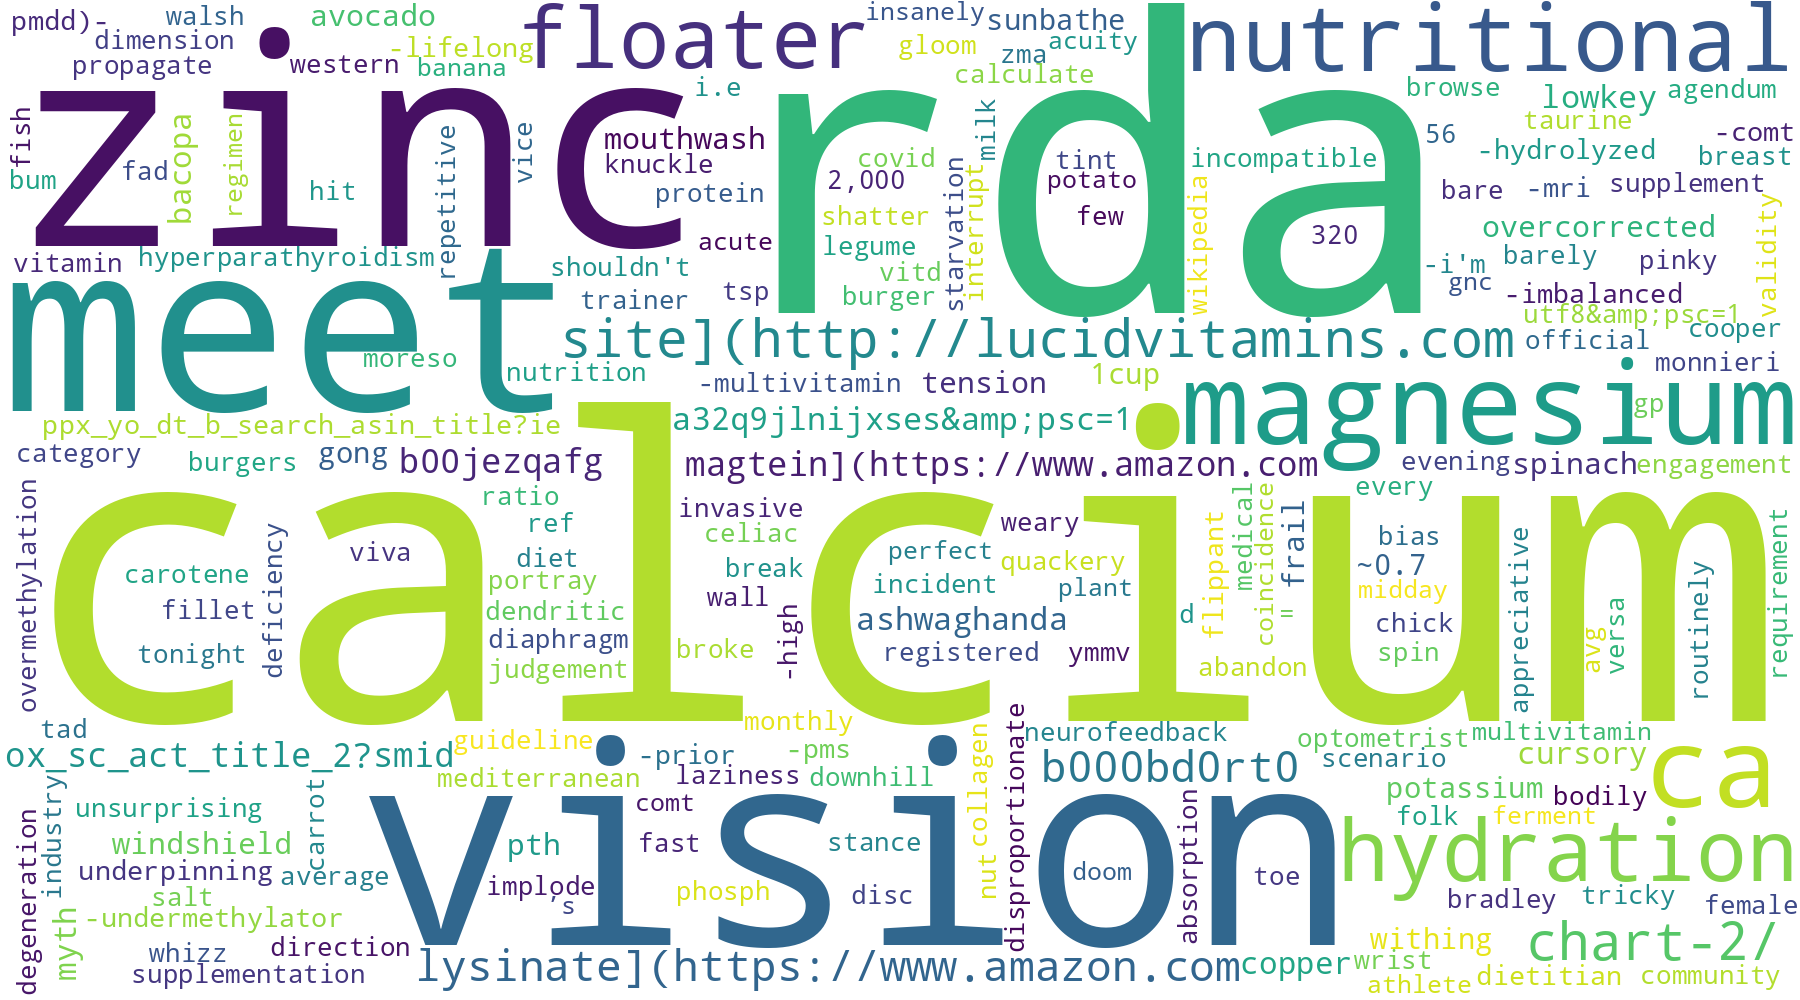 pmdd)-
walsh
avocado
floater
insanely
sunbathe
nutritional
dimension
-lifelong
gloom
zma
acuity
propagate
western
banana
calculate
zinc
rda
i.e
browse
lowkey
agendum
fish
bacopa
regimen
repetitive
vice
mouthwash
milk
56
taurine
-comt
fad
knuckle
covid
tint
incompatible
-hydrolyzed
breast
bum
hit
protein
2,000
potato
bare
-mri
supplement
starvation
interrupt
wikipedia
validity
shatter
few
overcorrected
acute
legume
320
vitamin
hyperparathyroidism
shouldn't
vitd
-i'm
barely
pinky
meet
trainer
tsp
burger
gnc
-imbalanced
utf8&amp;psc=1
site](http://lucidvitamins.com
official
cooper
moreso
nutrition
-multivitamin
tension
1cup
magnesium
monnieri
ppx_yo_dt_b_search_asin_title?ie
a32q9jlnijxses&amp;psc=1
gp
category
burgers
gong
b00jezqafg
magtein](https://www.amazon.com
evening
spinach
engagement
calcium
overmethylation
deficiency
ratio
invasive
weary
medical
coincidence
frail
every
requirement
viva
ref
celiac
flippant
bias
carotene
diet
break
perfect
quackery
~0.7
appreciative
routinely
fillet
portray
incident
plant
=
midday
dendritic
wall
-high
ashwaghanda
d
chick
avg
versa
tonight
diaphragm
broke
registered
ymmv
spin
judgement
abandon
tad
monthly
neurofeedback
optometrist
multivitamin
ox_sc_act_title_2?smid
guideline
-prior
-pms
collagen
disproportionate
b000bd0rt0
scenario
cursory
ca
mediterranean
laziness
downhill
industry
carrot
potassium
bodily
unsurprising
vision
comt
absorption
folk
ferment
degeneration
windshield
pth
fast
stance
hydration
underpinning
average
implode
phosph
disc
nut
doom
toe
salt
's
bradley
tricky
female
myth
-undermethylator
whizz
direction
withing
chart-2/
supplementation
lysinate](https://www.amazon.com
copper
wrist
athlete
dietitian
community